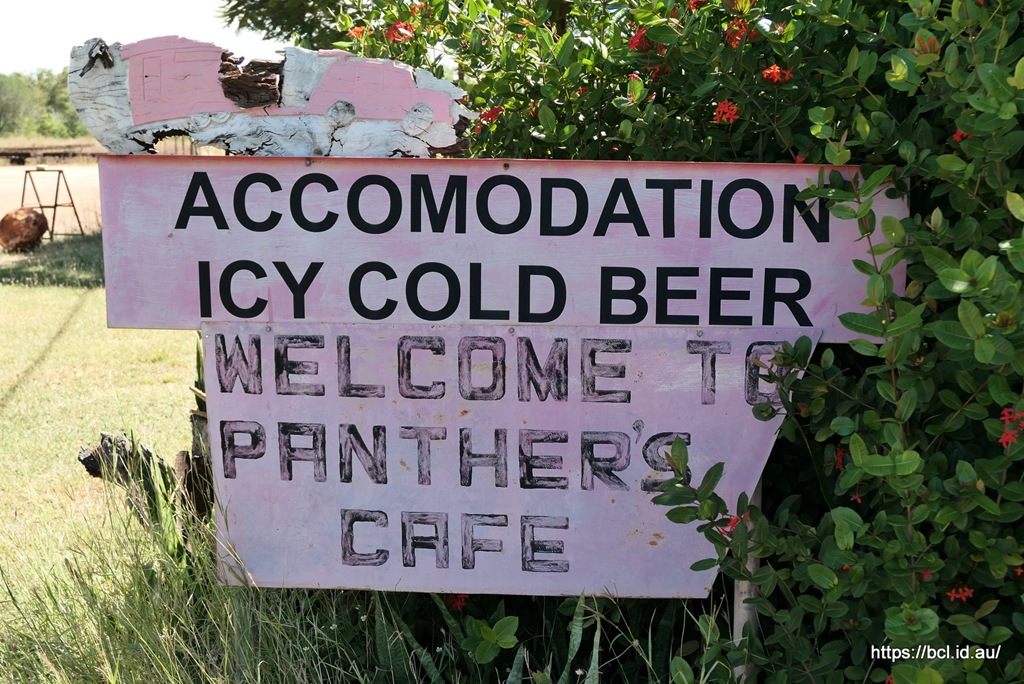 ACCOMODATION
ICY COLD BEER
WELCOME TO
PANTHER'S
CAFE
https://bcl.id.au/